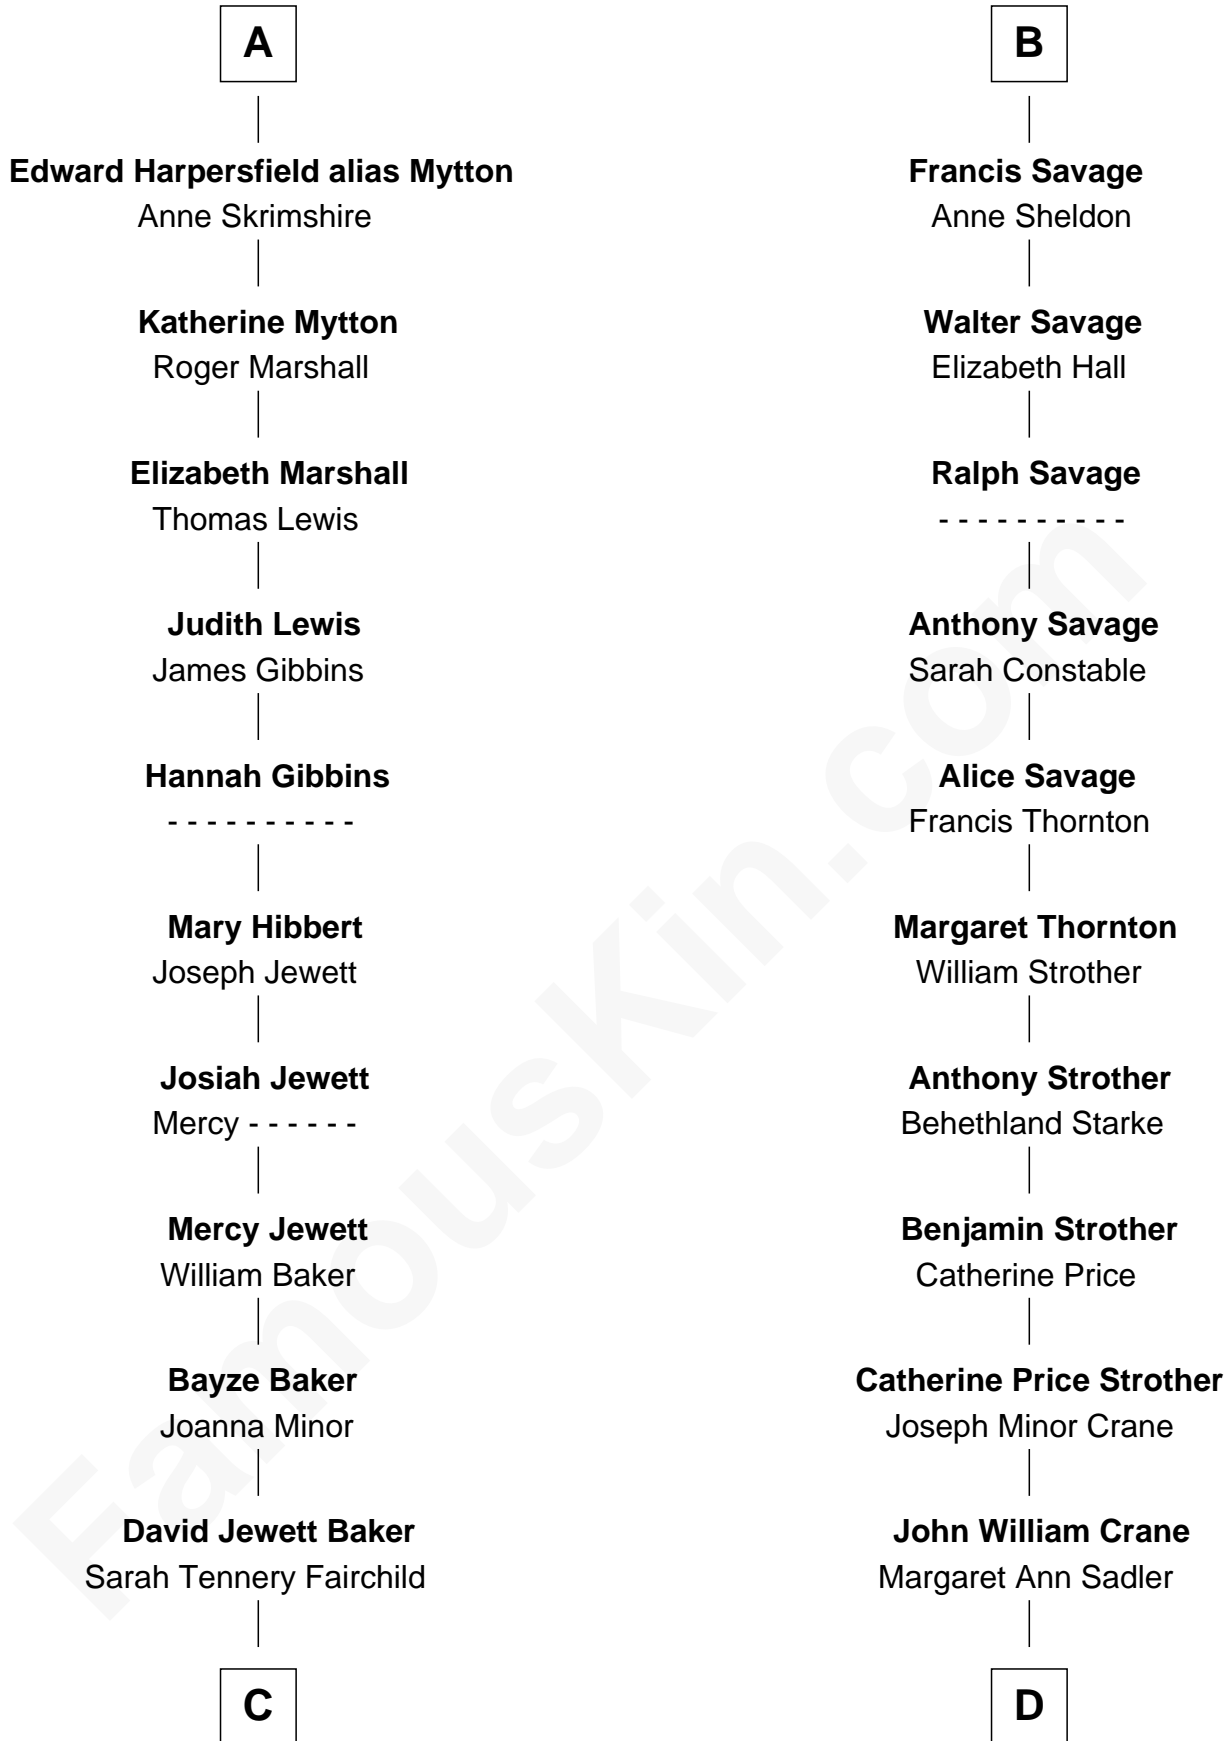 A
Edward Harpersfield alias Mytton
Anne Skrimshire
Katherine Mytton
Roger Marshall
Elizabeth Marshall
Thomas Lewis
Judith Lewis
James Gibbins
Hannah Gibbins
- - - - - - - - - -
Mary Hibbert
Joseph Jewett
Josiah Jewett
Mercy - - - - - -
Mercy Jewett
William Baker
Bayze Baker
Joanna Minor
David Jewett Baker
Sarah Tennery Fairchild
C
B
Francis Savage
Anne Sheldon
Walter Savage
Elizabeth Hall
Ralph Savage
- - - - - - - - - -
Anthony Savage
Sarah Constable
Alice Savage
Francis Thornton
Margaret Thornton
William Strother
Anthony Strother
Behethland Starke
Benjamin Strother
Catherine Price
Catherine Price Strother
Joseph Minor Crane
John William Crane
Margaret Ann Sadler
D
FamousKin.com